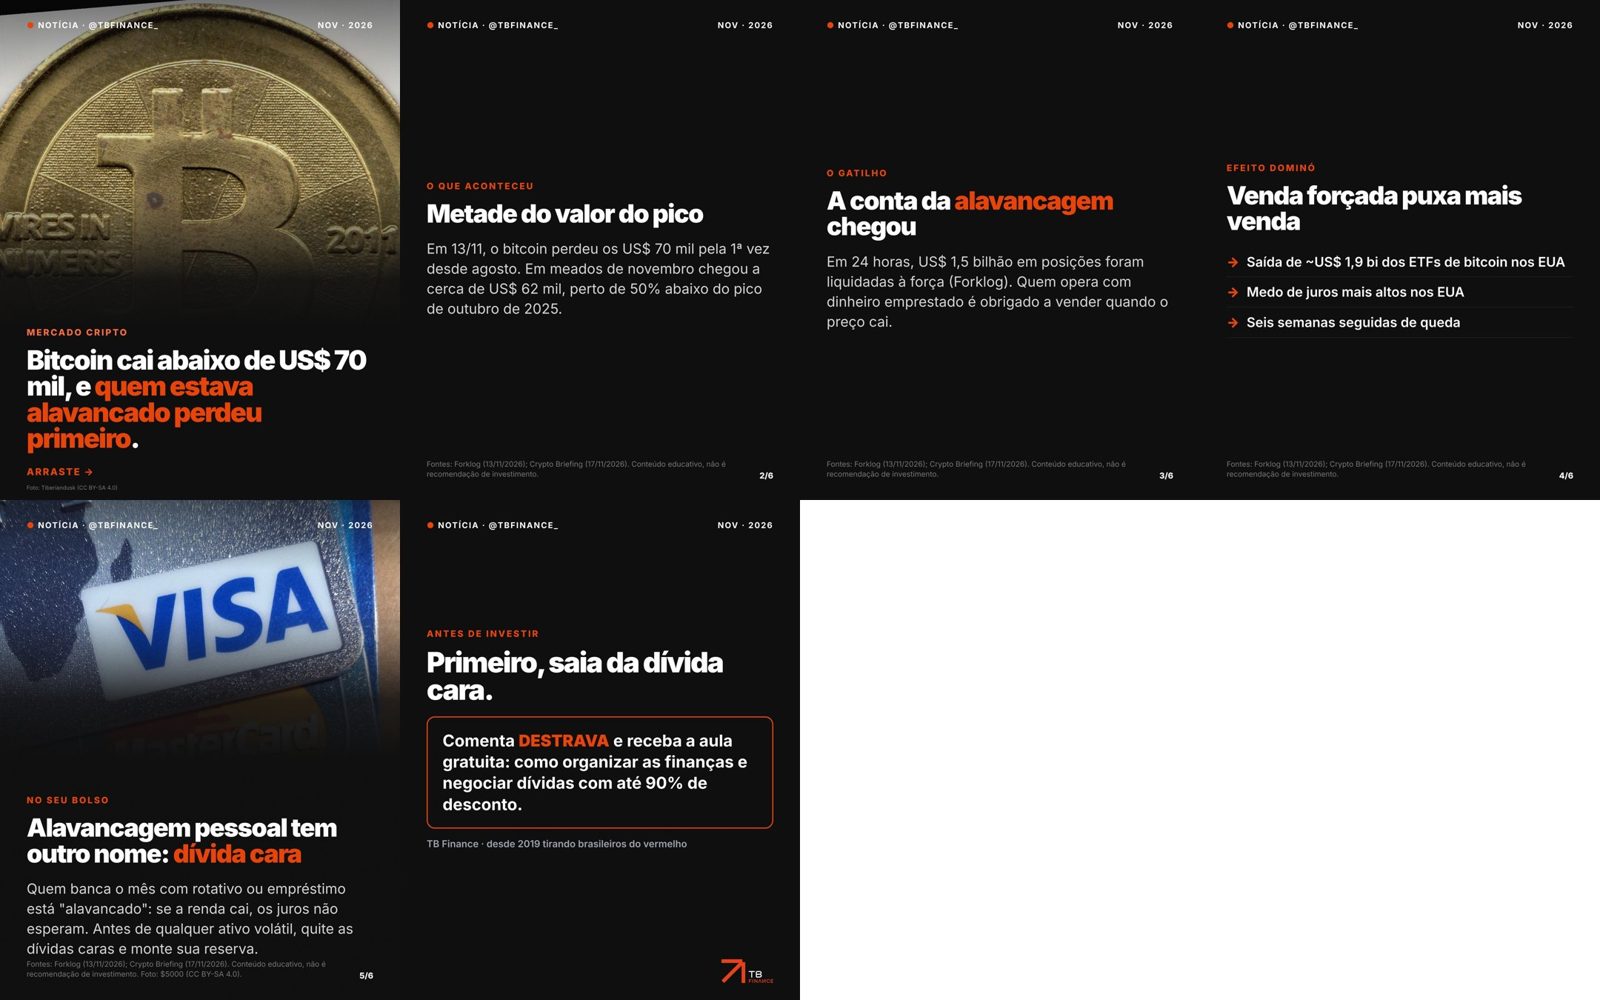 NOTÍCIA · @TBFINANCE_
NOV · 2026
VIRES IN
NUMERIS
2011
MERCADO CRIPTO
Bitcoin cai abaixo de US$ 70
mil, e quem estava
alavancado perdeu
primeiro.
ARRASTE →
Foto: Tiberiandusk (CC BY-SA 4.0)
NOTÍCIA · @TBFINANCE_
NOV · 2026
O QUE ACONTECEU
Metade do valor do pico
Em 13/11, o bitcoin perdeu os US$ 70 mil pela 1ª vez
desde agosto. Em meados de novembro chegou a
cerca de US$ 62 mil, perto de 50% abaixo do pico
de outubro de 2025.
Fontes: Forklog (13/11/2026); Crypto Briefing (17/11/2026). Conteúdo educativo, não é
recomendação de investimento.
2/6
NOTÍCIA · @TBFINANCE_
NOV · 2026
O GATILHO
A conta da alavancagem
chegou
Em 24 horas, US$ 1,5 bilhão em posições foram
liquidadas à força (Forklog). Quem opera com
dinheiro emprestado é obrigado a vender quando o
preço cai.
Fontes: Forklog (13/11/2026); Crypto Briefing (17/11/2026). Conteúdo educativo, não é
recomendação de investimento.
3/6
NOTÍCIA · @TBFINANCE_
NOV · 2026
EFEITO DOMINÓ
Venda forçada puxa mais
venda
→ Saída de ~US$ 1,9 bi dos ETFs de bitcoin nos EUA
→ Medo de juros mais altos nos EUA
→ Seis semanas seguidas de queda
Fontes: Forklog (13/11/2026); Crypto Briefing (17/11/2026). Conteúdo educativo, não é
recomendação de investimento.
4/6
NOTÍCIA · @TBFINANCE_
NOV · 2026
VISA
MasterCard
NO SEU BOLSO
Alavancagem pessoal tem
outro nome: dívida cara
Quem banca o mês com rotativo ou empréstimo
está "alavancado": se a renda cai, os juros não
esperam. Antes de qualquer ativo volátil, quite as
dívidas caras e monte sua reserva.
Fontes: Forklog (13/11/2026); Crypto Briefing (17/11/2026). Conteúdo educativo, não é
recomendação de investimento. Foto: $5000 (CC BY-SA 4.0).
5/6
NOTÍCIA · @TBFINANCE_
NOV · 2026
ANTES DE INVESTIR
Primeiro, saia da dívida
cara.
Comenta DESTRAVA e receba a aula
gratuita: como organizar as finanças e
negociar dívidas com até 90% de
desconto.
TB Finance · desde 2019 tirando brasileiros do vermelho
TB
FINANCE